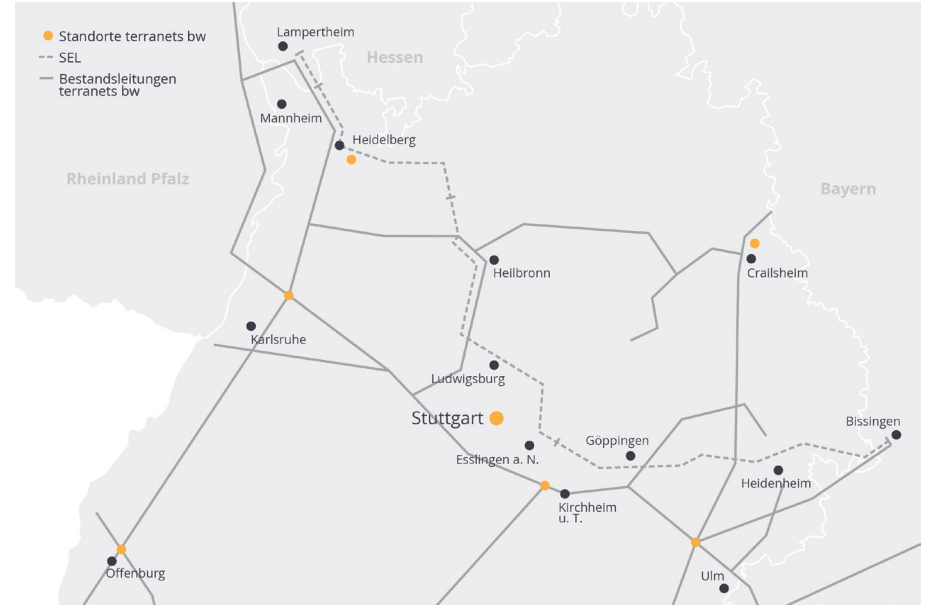 Standorte terranets bw
SEL
Bestandsleitungen
terranets bw
Lampertheim
Hessen
Mannheim
Heidelberg
Rheinland Pfalz
Bayern
Heilbronn
Crailsheim
Karlsruhe
Ludwigsburg
Stuttgart
Bissingen
Göppingen
Esslingen a. N.
Heidenheim
Kirchheim
u. T.
Offenburg
Ulm